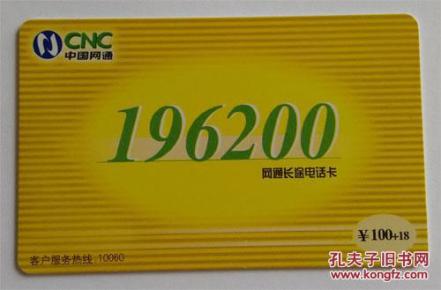 CNC
中国网通
196200
网通长途电话卡
¥100+18
客户服务热线 10060
孔夫子旧书网
www.kongfz.com